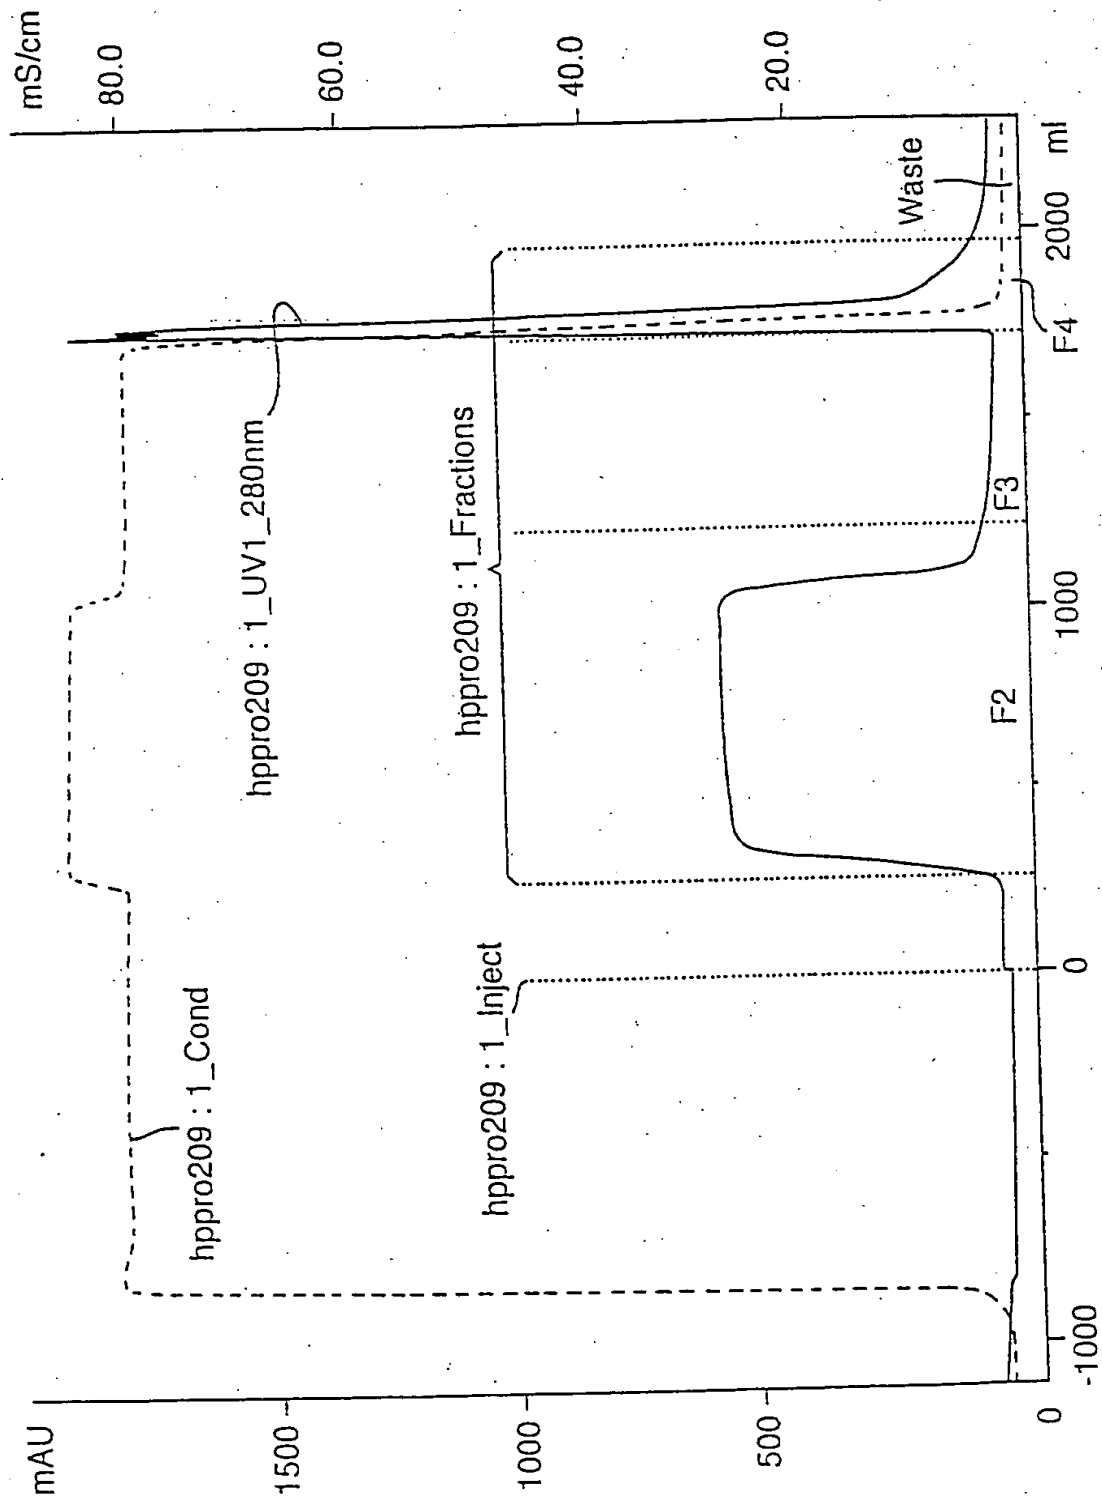 mAU
mS/cm
1500
1000
500
0
80.0
60.0
40.0
20.0
hppro209 : 1_Cond
hppro209 : 1_UV1_280nm
hppro209 : 1_Fractions
hppro209 : 1_Inject
F2
F3
F4
Waste
-1000
0
1000
2000
ml